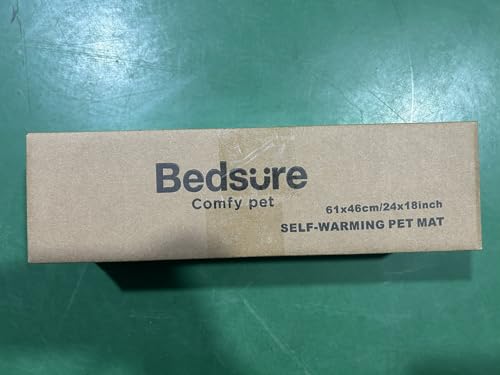 Bedsure
Comfy pet
61x46cm/24x18inch
SELF-WARMING PET MAT